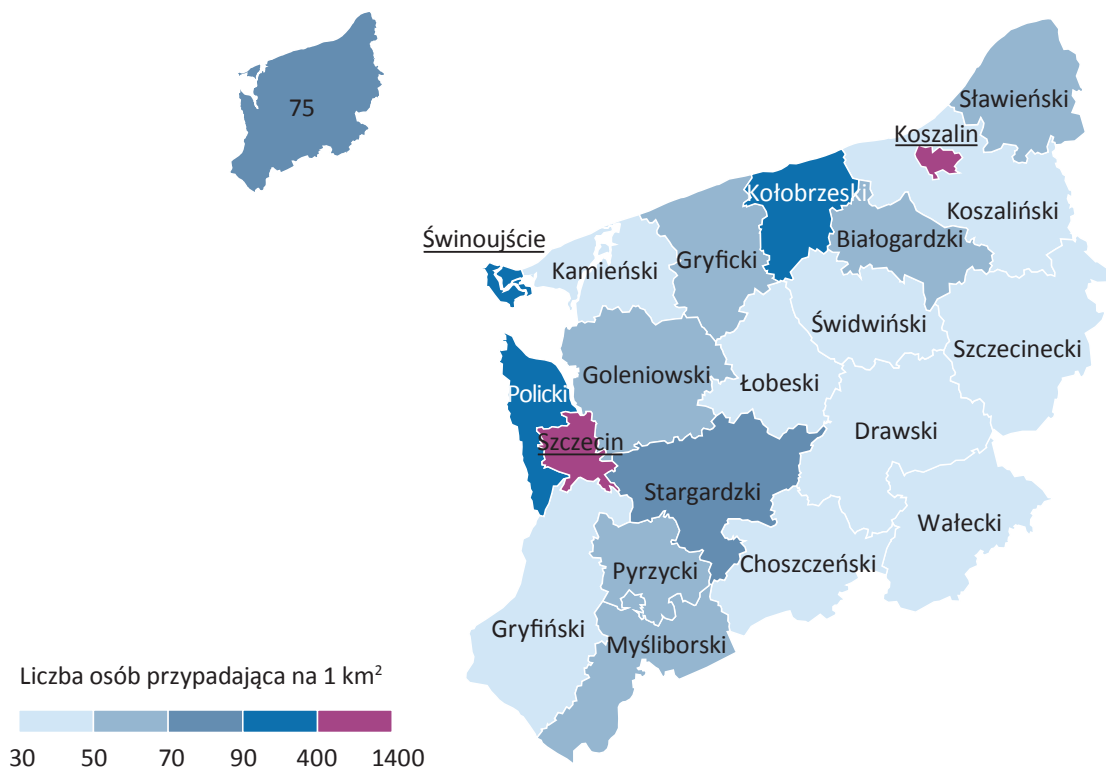 75
Sławieński
Koszalin
Kołobrzeski
Koszaliński
Białogardzki
Świnoujście
Gryficki
Kamieński
Świdwiński
Szczecinecki
Goleniowski
Łobeski
Policki
Drawski
Szczecin
Stargardzki
Wałecki
Choszczeński
Pyrzycki
Gryfiński
Myśliborski
Liczba osób przypadająca na 1 km²
30 50 70 90 400 1400